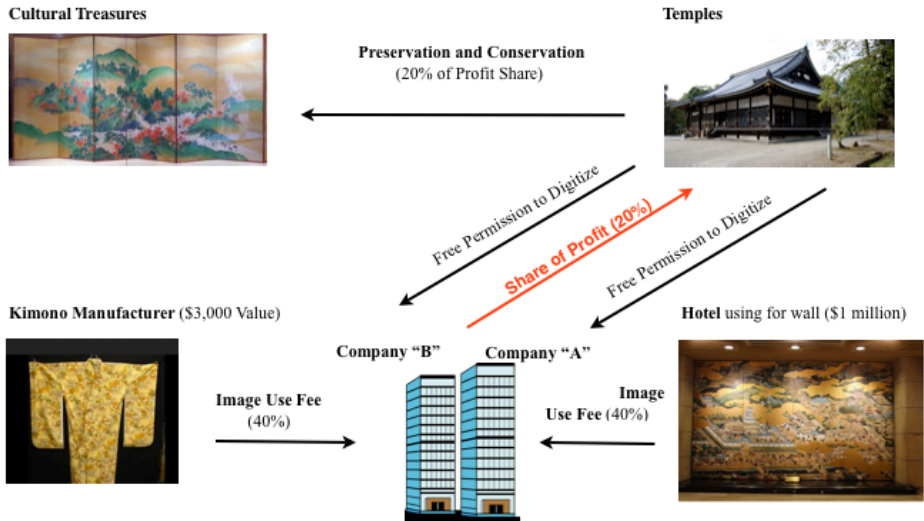 Cultural Treasures
Temples
Preservation and Conservation
(20% of Profit Share)
Free Permission to Digitize
Share of Profit (20%)
Free Permission to Digitize
Kimono Manufacturer ($3,000 Value)
Hotel using for wall ($1 million)
Company “B”
Company “A”
Image Use Fee
(40%)
Image
Use Fee (40%)